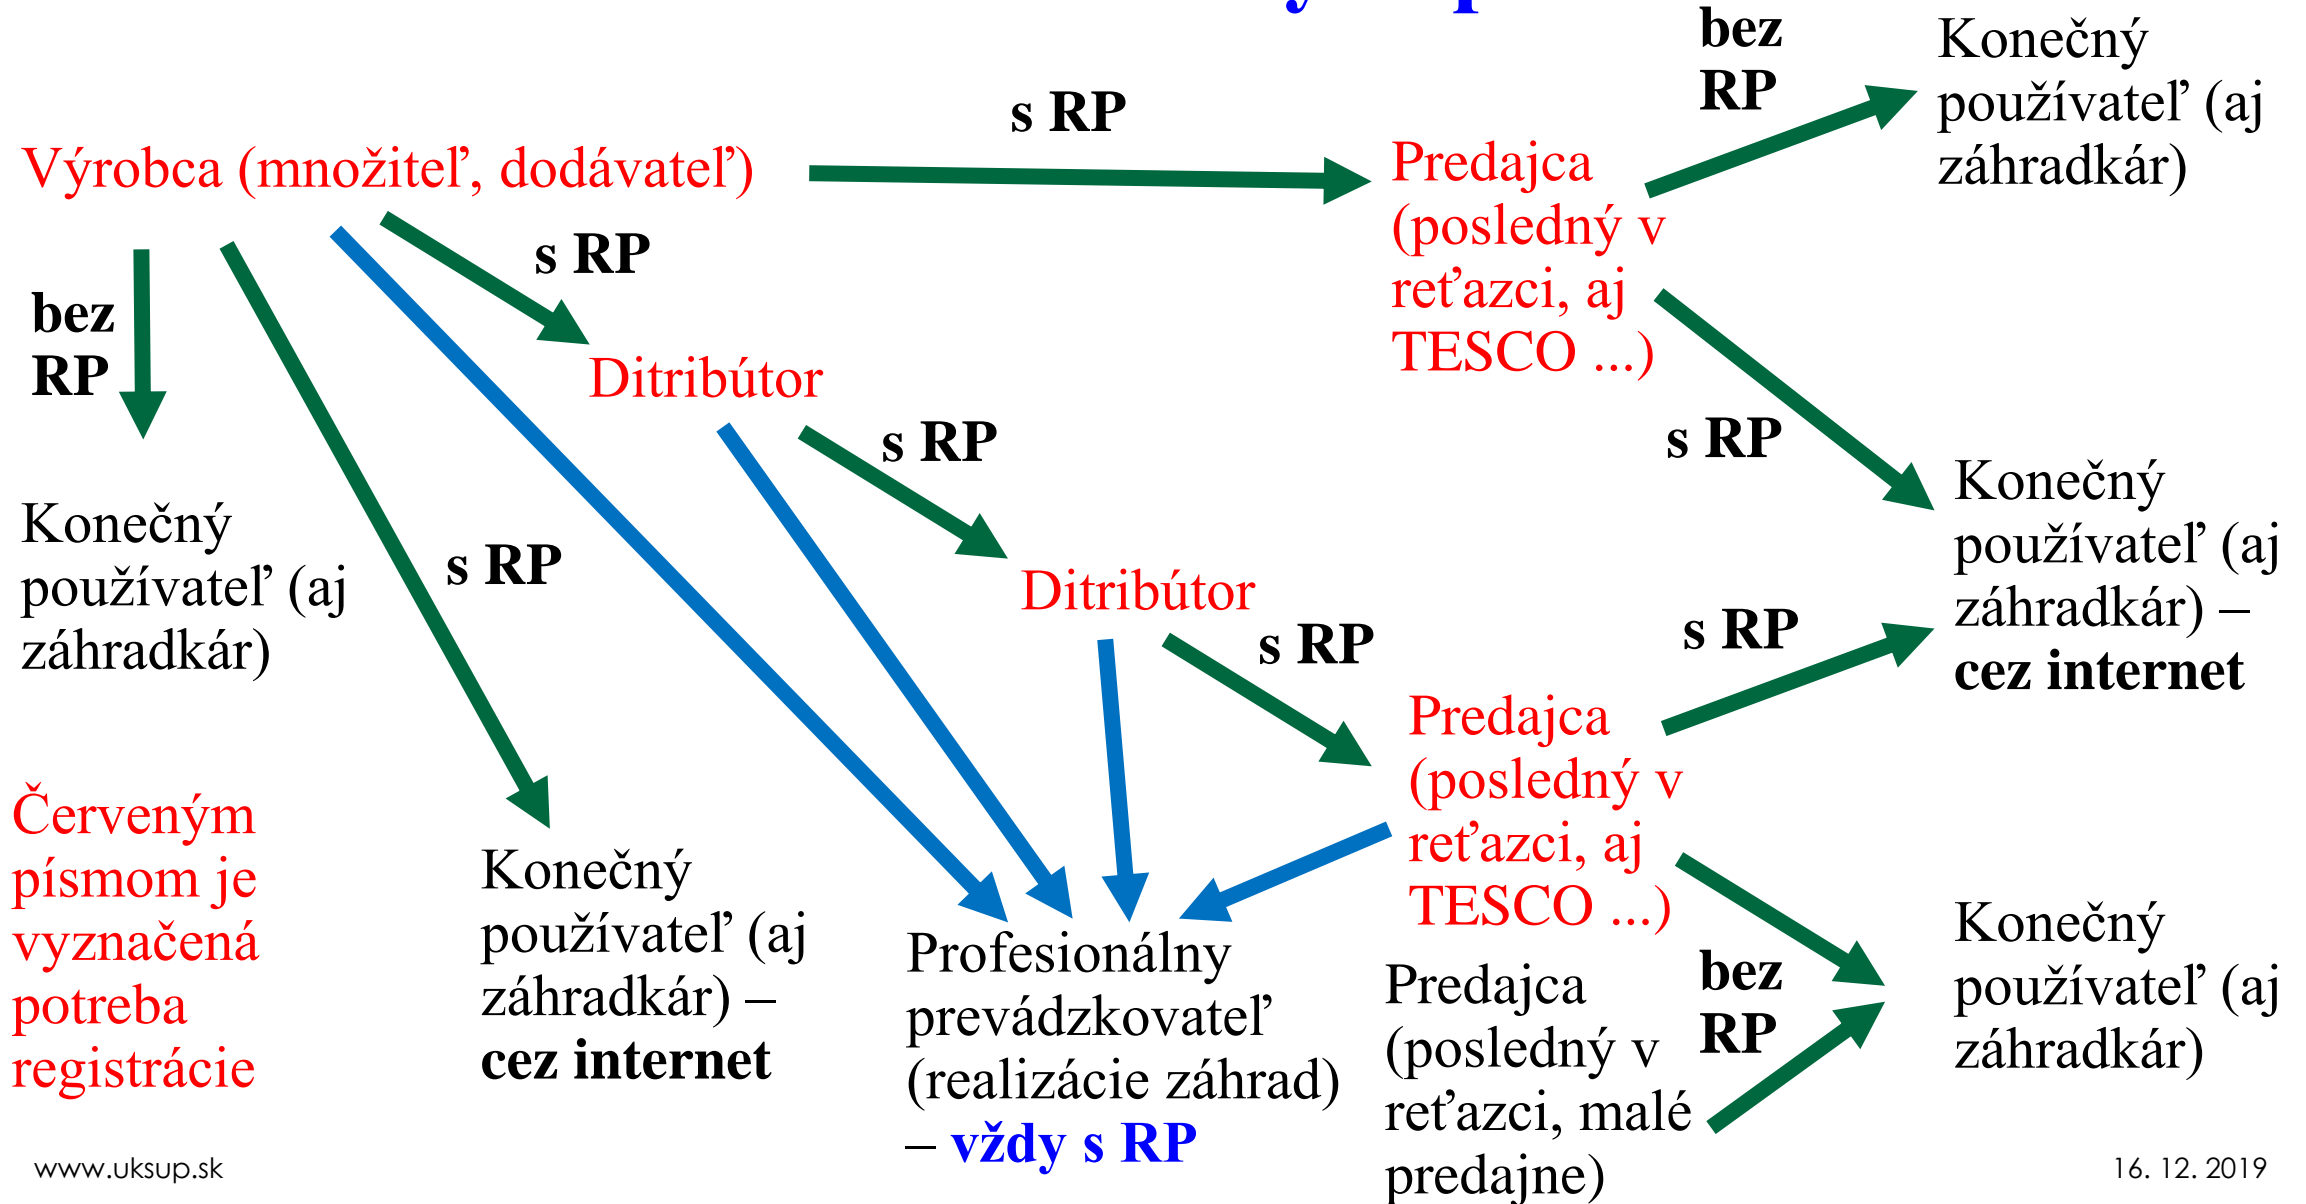 bez
RP
Konečný
používateľ (aj
záhradkár)
s RP
Výrobca (množiteľ, dodávateľ)
Predajca
(posledný v
reťazci, aj
TESCO ...)
s RP
bez
RP
Ditribútor
s RP
s RP
Konečný
používateľ (aj
záhradkár) –
cez internet
Konečný
používateľ (aj
záhradkár)
s RP
Ditribútor
s RP
s RP
Predajca
(posledný v
reťazci, aj
TESCO ...)
Červeným
písmom je
vyznačená
potreba
registrácie
Konečný
používateľ (aj
záhradkár) –
cez internet
Profesionálny
prevádzkovateľ
(realizácie záhrad)
– vždy s RP
Predajca
(posledný v
reťazci, malé
predajne)
bez
RP
Konečný
používateľ (aj
záhradkár)
www.uksup.sk
16. 12. 2019